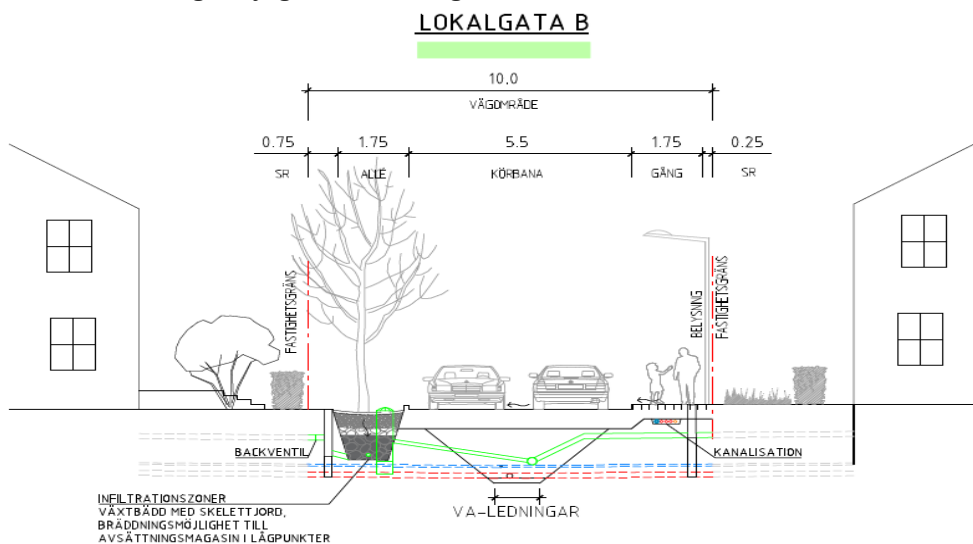 LOKALGATA B
10.0
VÄGOMRÅDE
0.75 1.75 5.5 1.75 0.25
SR ALLÉ KÖRBANA GÅNG SR
FASTIGHETSGRÄNS
BELYSNING
FASTIGHETSGRÄNS
BACKVENTIL
KANALISATION
INFILTRATIONSZONER
VÄXTBÄDD MED SKELETTJORD,
BRÄDDNINGSMÖJLIGHET TILL
AVSÄTTNINGSMAGASIN I LÅGPUNKTER
VA-LEDNINGAR